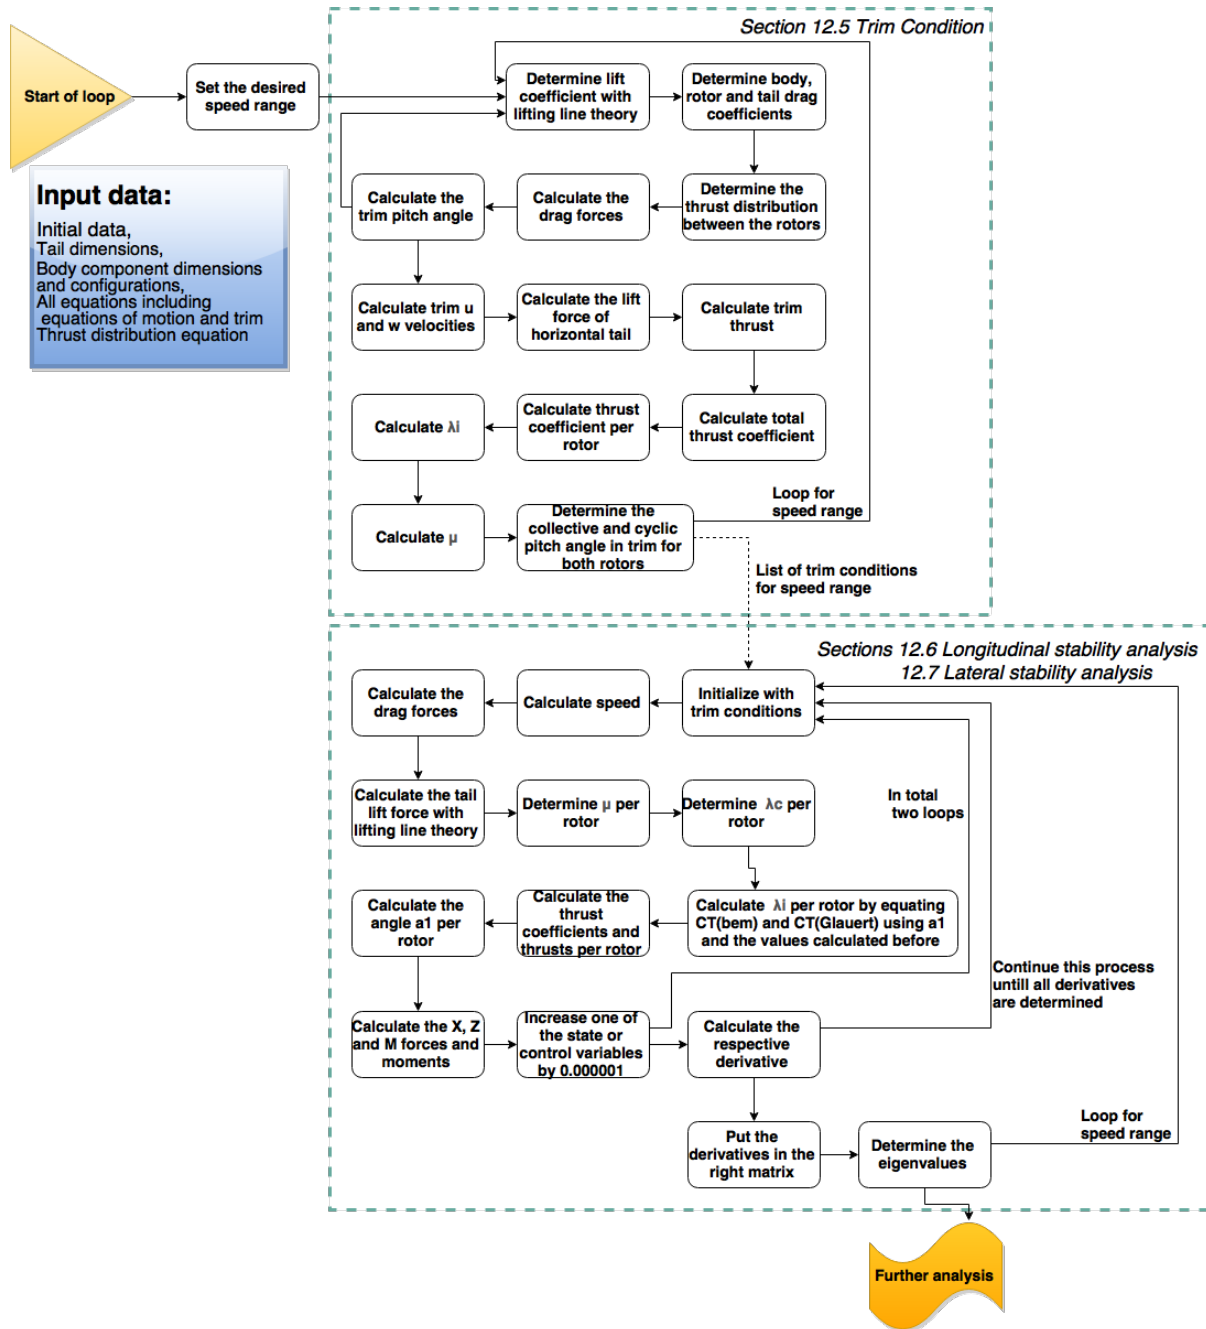 Section 12.5 Trim Condition
Start of loop
Set the desired
speed range
Determine lift
coefficient with
lifting line theory
Determine body,
rotor and tail drag
coefficients
Input data:
Initial data,
Tail dimensions,
Body component dimensions
and configurations,
All equations including
equations of motion and trim
Thrust distribution equation
Calculate the
trim pitch angle
Calculate the
drag forces
Determine the
thrust distribution
between the rotors
Calculate trim u
and w velocities
Calculate the lift
force of
horizontal tail
Calculate trim
thrust
Calculate λi
Calculate thrust
coefficient per
rotor
Calculate total
thrust coefficient
Calculate μ
Determine the
collective and cyclic
pitch angle in trim for
both rotors
Loop for
speed range
List of trim conditions
for speed range
Sections 12.6 Longitudinal stability analysis
12.7 Lateral stability analysis
Calculate the
drag forces
Calculate speed
Initialize with
trim conditions
Calculate the tail
lift force with
lifting line theory
Determine μ per
rotor
Determine λc per
rotor
In total
two loops
Calculate the
angle a1 per
rotor
Calculate the
thrust
coefficients and
thrusts per rotor
Calculate λi per rotor by equating
CT(bem) and CT(Glauert) using a1
and the values calculated before
Continue this process
untill all derivatives
are determined
Calculate the X, Z
and M forces and
moments
Increase one of
the state or
control variables
by 0.000001
Calculate the
respective
derivative
Put the
derivatives in the
right matrix
Determine the
eigenvalues
Loop for
speed range
Further analysis